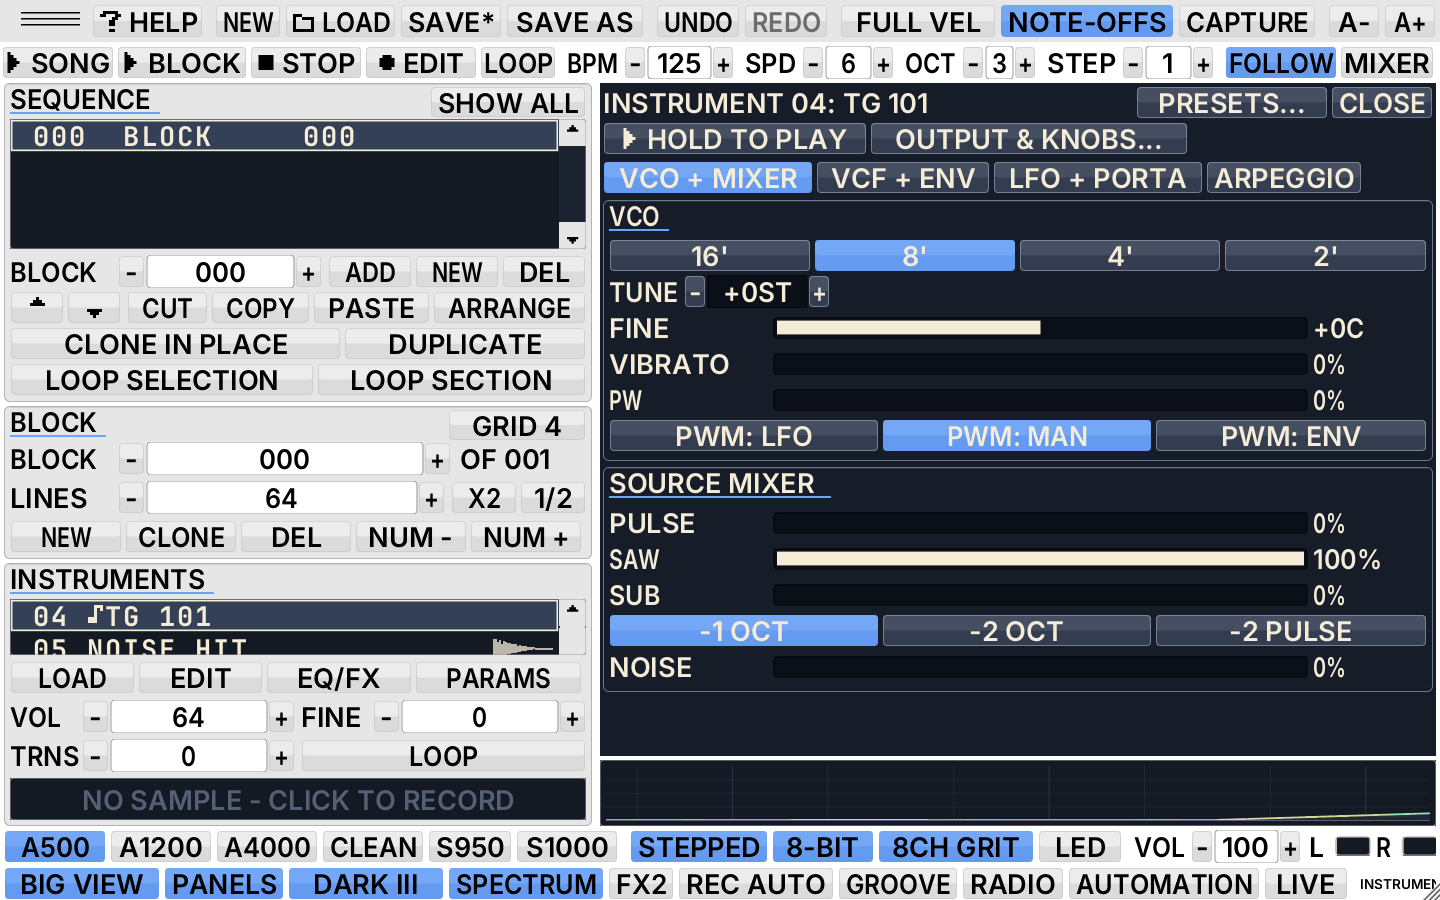 ? HELP NEW LOAD SAVE* SAVE AS UNDO REDO FULL VEL NOTE-OFFS CAPTURE A- A+
SONG BLOCK STOP EDIT LOOP BPM - 125 + SPD - 6 + OCT - 3 + STEP - 1 + FOLLOW MIXER
SEQUENCE SHOW ALL
000 BLOCK 000
BLOCK - 000 + ADD NEW DEL
CUT COPY PASTE ARRANGE
CLONE IN PLACE DUPLICATE
LOOP SELECTION LOOP SECTION
BLOCK GRID 4
BLOCK - 000 + OF 001
LINES - 64 + X2 1/2
NEW CLONE DEL NUM - NUM +
INSTRUMENTS
04 TG 101
05 NOISE HIT
LOAD EDIT EQ/FX PARAMS
VOL - 64 + FINE - 0 +
TRNS - 0 + LOOP
NO SAMPLE - CLICK TO RECORD
INSTRUMENT 04: TG 101 PRESETS... CLOSE
HOLD TO PLAY OUTPUT & KNOBS...
VCO + MIXER VCF + ENV LFO + PORTA ARPEGGIO
VCO
16' 8' 4' 2'
TUNE - +0ST +
FINE +0C
VIBRATO 0%
PW 0%
PWM: LFO PWM: MAN PWM: ENV
SOURCE MIXER
PULSE 0%
SAW 100%
SUB 0%
-1 OCT -2 OCT -2 PULSE
NOISE 0%
A500 A1200 A4000 CLEAN S950 S1000 STEPPED 8-BIT 8CH GRIT LED VOL - 100 + L R
BIG VIEW PANELS DARK III SPECTRUM FX2 REC AUTO GROOVE RADIO AUTOMATION LIVE